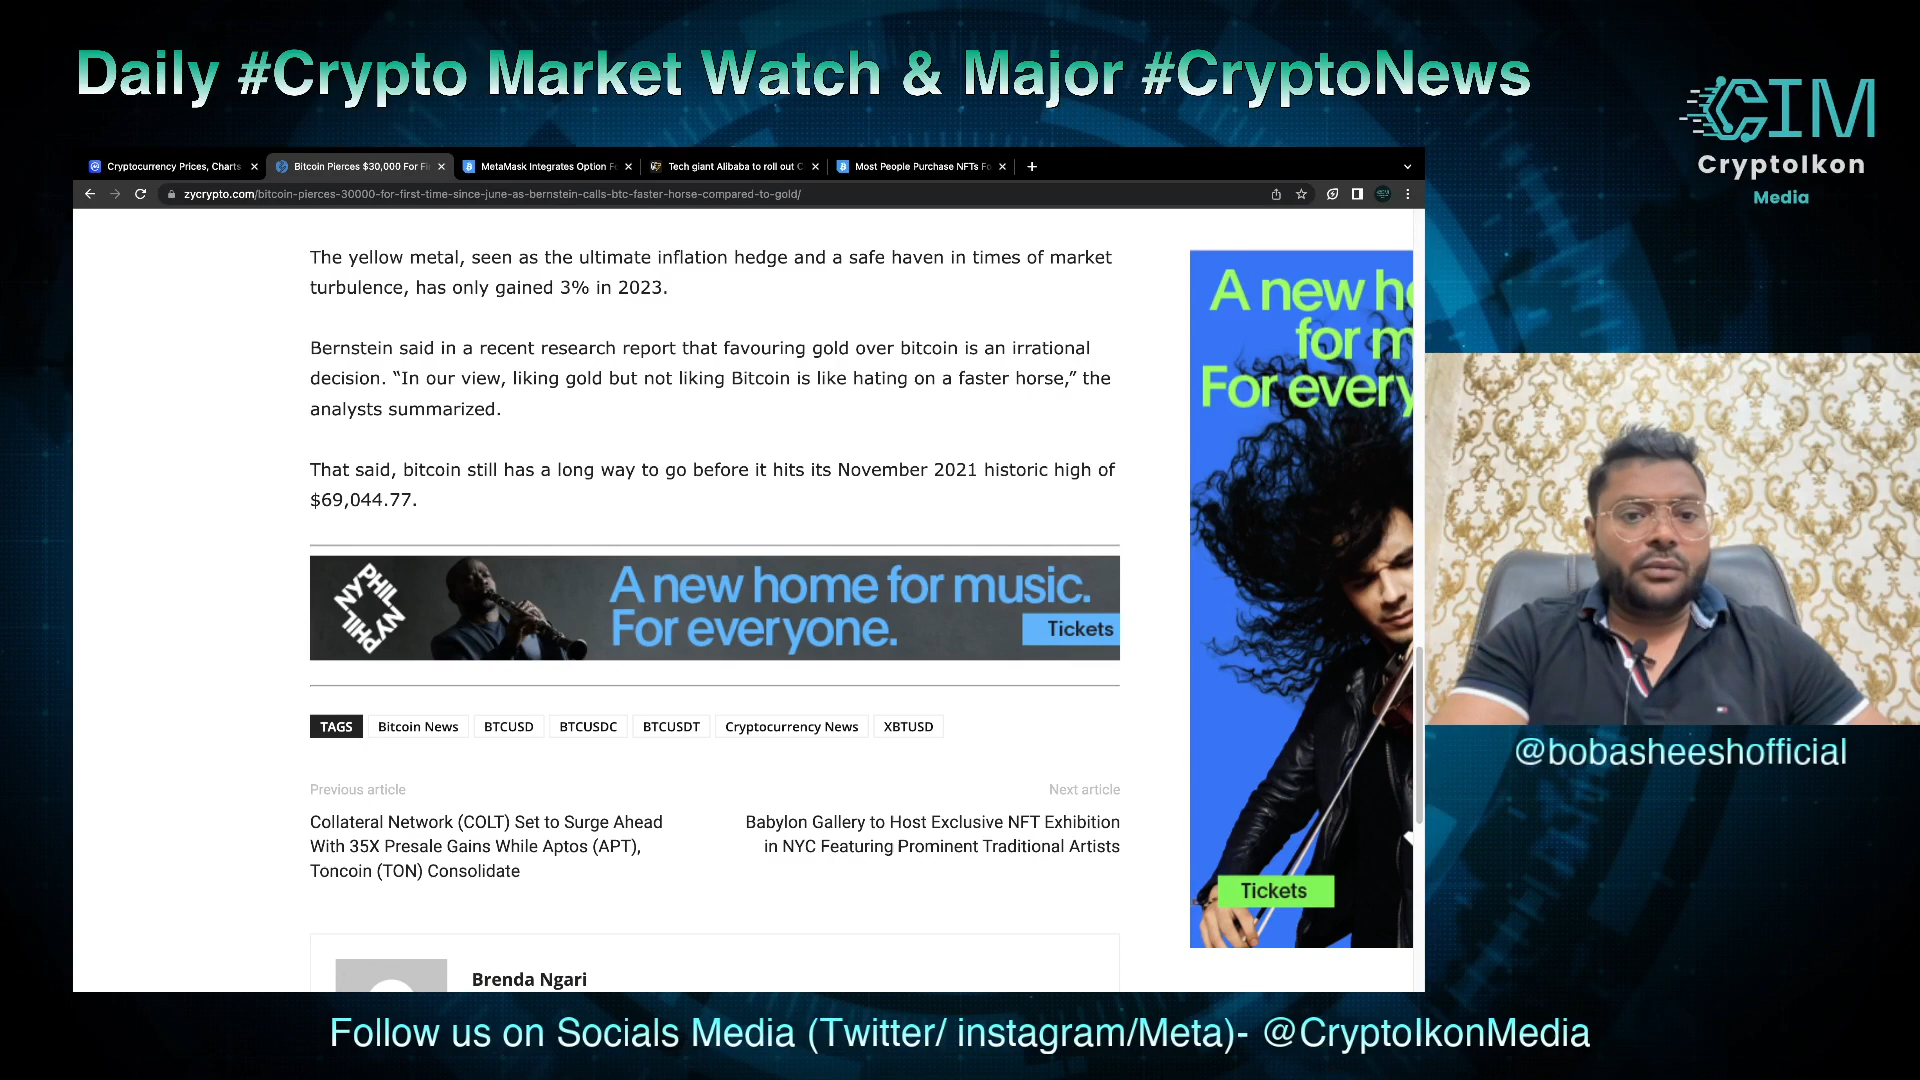 Daily #Crypto Market Watch & Major #CryptoNews
CIM
CryptoIkon
Media
Cryptocurrency Prices, Charts
Bitcoin Pierces $30,000 For Fi
MetaMask Integrates Option Fo
Tech giant Alibaba to roll out C
Most People Purchase NFTs Fo
zycrypto.com/bitcoin-pierces-30000-for-first-time-since-june-as-bernstein-calls-btc-faster-horse-compared-to-gold/
The yellow metal, seen as the ultimate inflation hedge and a safe haven in times of market
turbulence, has only gained 3% in 2023.
Bernstein said in a recent research report that favouring gold over bitcoin is an irrational
decision. “In our view, liking gold but not liking Bitcoin is like hating on a faster horse,” the
analysts summarized.
That said, bitcoin still has a long way to go before it hits its November 2021 historic high of
$69,044.77.
NYPHIL NYPHIL
A new home for music.
For everyone.
Tickets
TAGS Bitcoin News BTCUSD BTCUSDC BTCUSDT Cryptocurrency News XBTUSD
Previous article
Collateral Network (COLT) Set to Surge Ahead
With 35X Presale Gains While Aptos (APT),
Toncoin (TON) Consolidate
Next article
Babylon Gallery to Host Exclusive NFT Exhibition
in NYC Featuring Prominent Traditional Artists
Brenda Ngari
A new ho
for m
For every
Tickets
@bobasheeshofficial
Follow us on Socials Media (Twitter/ instagram/Meta)- @CryptoIkonMedia